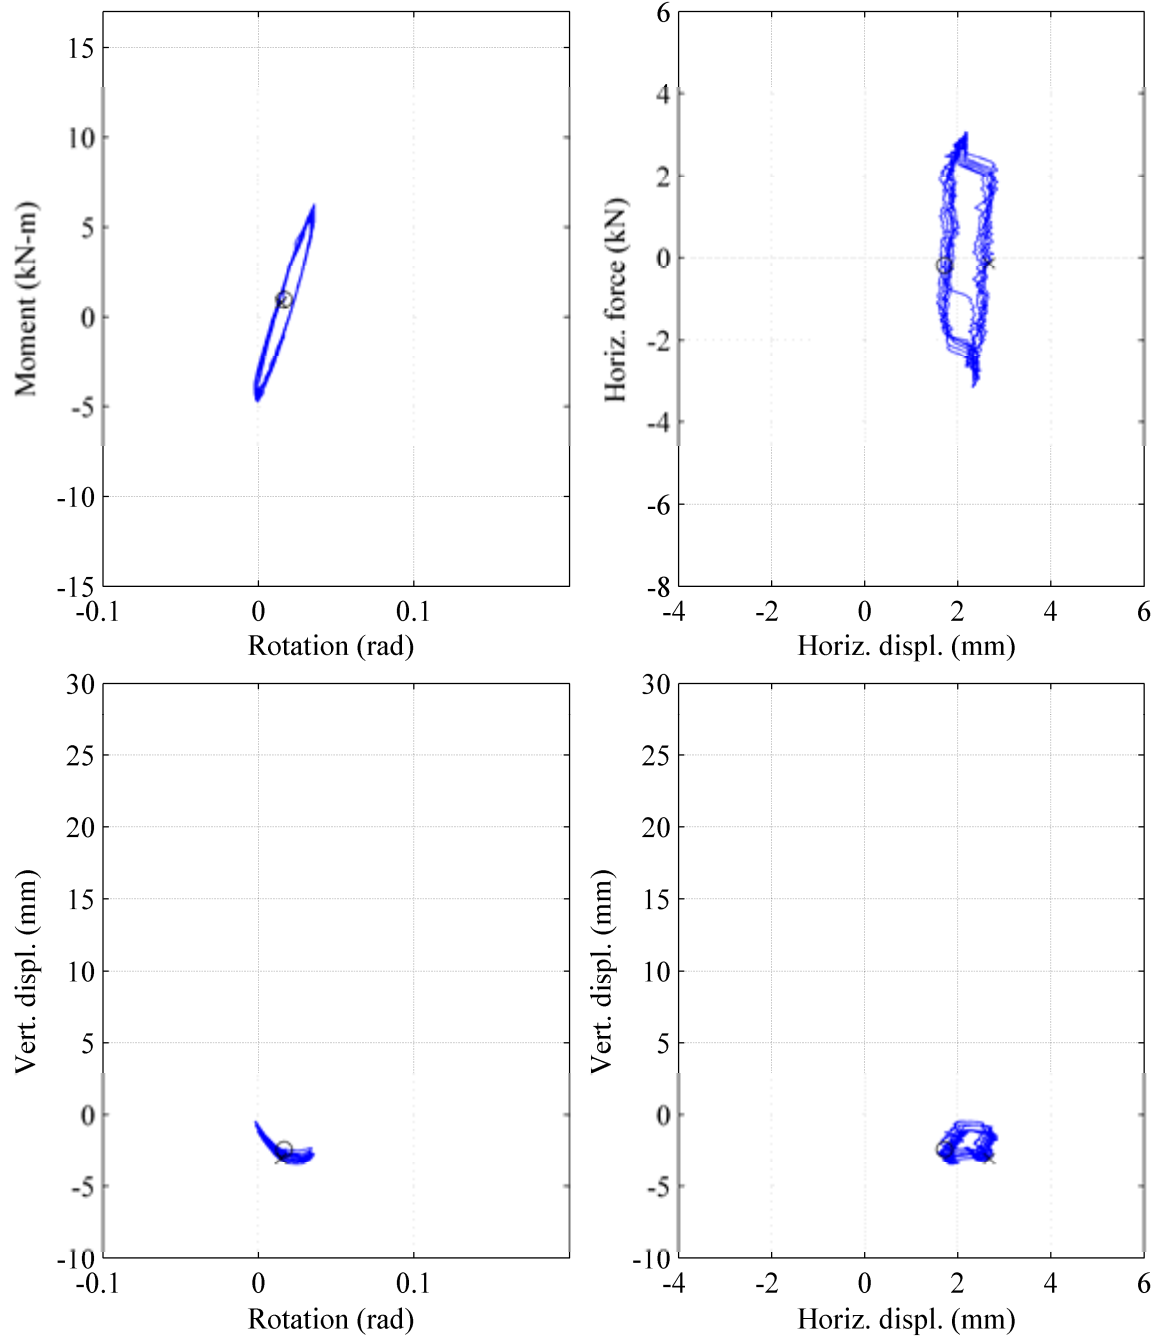 15
10
5
0
-5
-10
-15
-0.1 0 0.1
Moment (kN-m)
Rotation (rad)
6
4
2
0
-2
-4
-6
-8
-4 -2 0 2 4 6
Horiz. force (kN)
Horiz. displ. (mm)
30
25
20
15
10
5
0
-5
-10
-0.1 0 0.1
Vert. displ. (mm)
Rotation (rad)
30
25
20
15
10
5
0
-5
-10
-4 -2 0 2 4 6
Vert. displ. (mm)
Horiz. displ. (mm)